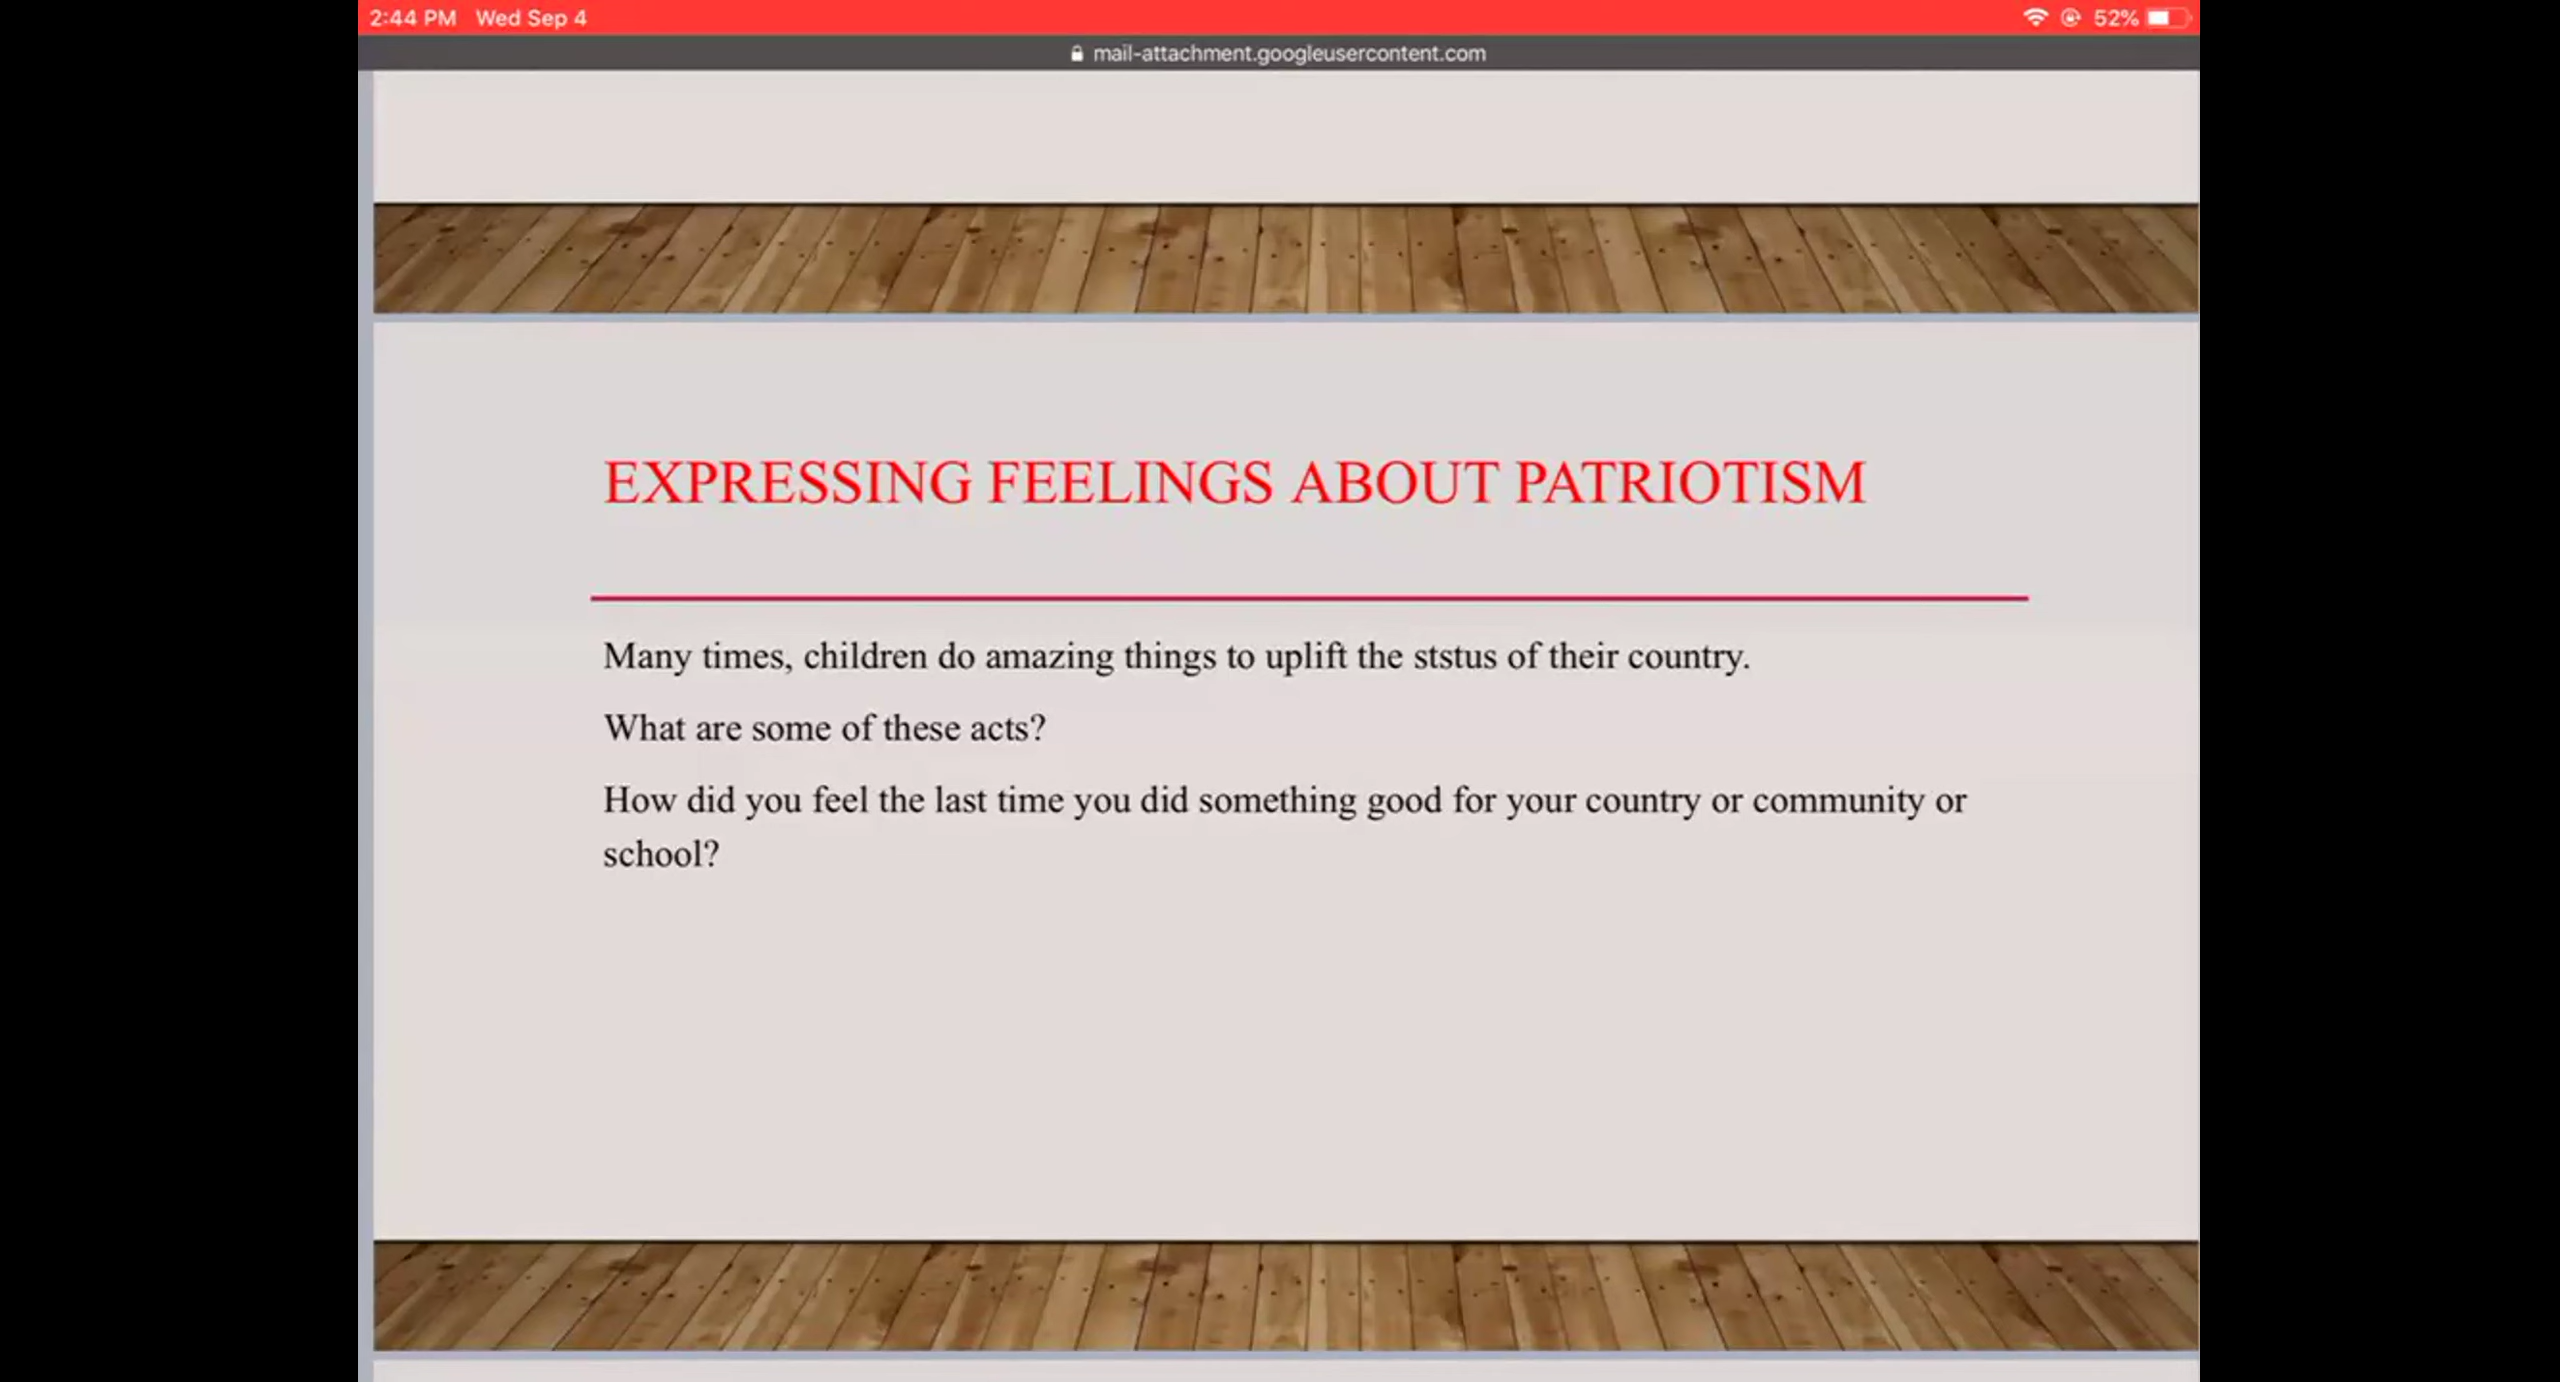 2:44 PM Wed Sep 4
52%
mail-attachment.googleusercontent.com
EXPRESSING FEELINGS ABOUT PATRIOTISM
Many times, children do amazing things to uplift the ststus of their country.
What are some of these acts?
How did you feel the last time you did something good for your country or community or
school?